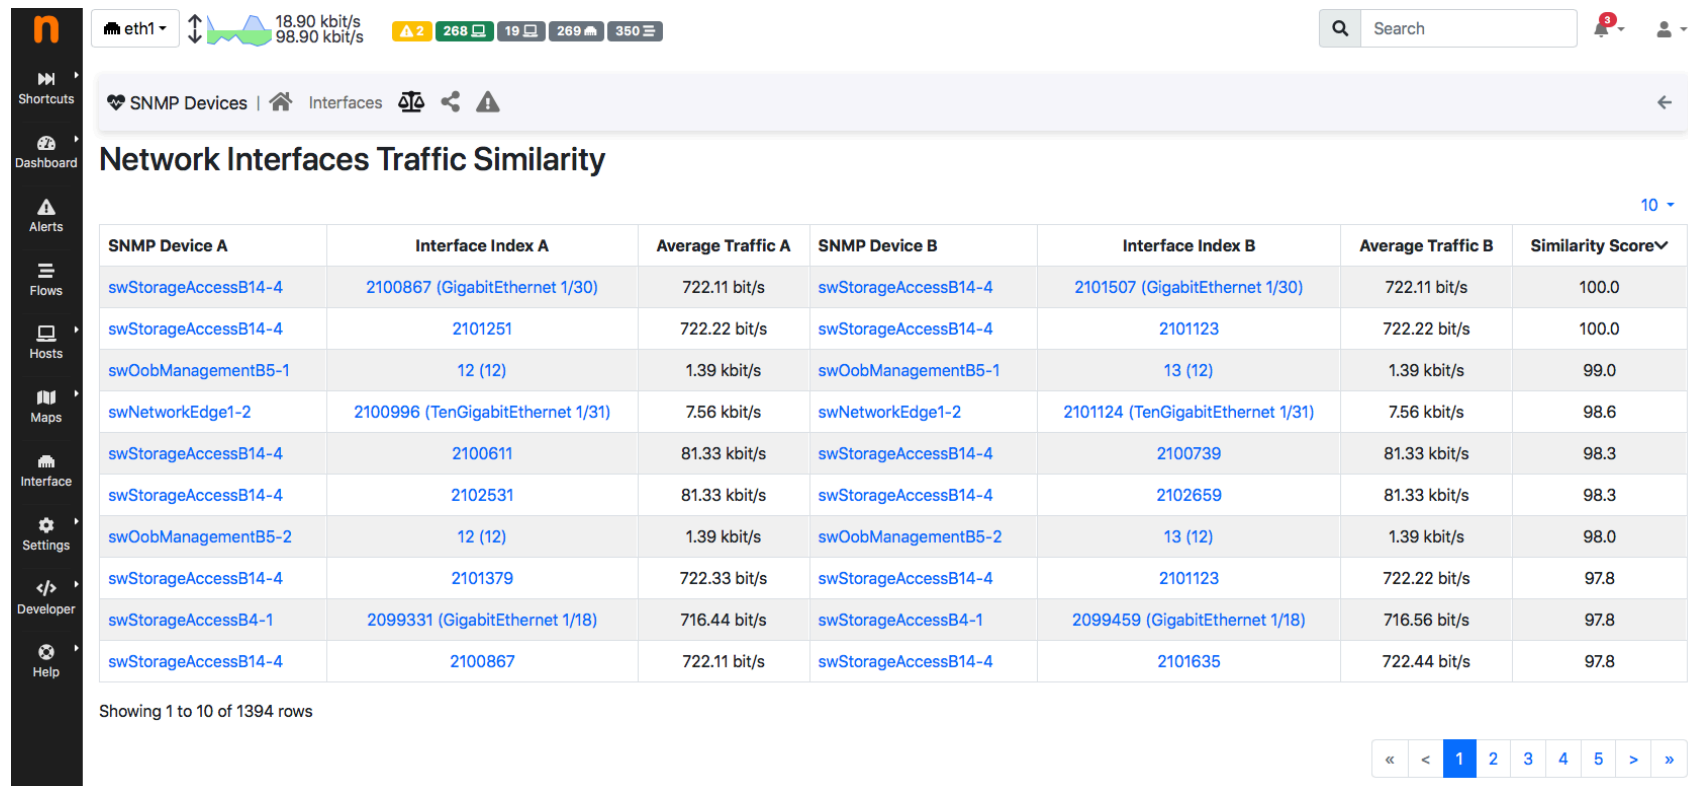 n
eth1
18.90 kbit/s
98.90 kbit/s
2
268
19
269
350
Search
3
Shortcuts
Dashboard
Alerts
Flows
Hosts
Maps
Interface
Settings
Developer
Help
SNMP Devices | Interfaces
Network Interfaces Traffic Similarity
10
SNMP Device A Interface Index A Average Traffic A SNMP Device B Interface Index B Average Traffic B Similarity Score
swStorageAccessB14-4 2100867 (GigabitEthernet 1/30) 722.11 bit/s swStorageAccessB14-4 2101507 (GigabitEthernet 1/30) 722.11 bit/s 100.0
swStorageAccessB14-4 2101251 722.22 bit/s swStorageAccessB14-4 2101123 722.22 bit/s 100.0
swOobManagementB5-1 12 (12) 1.39 kbit/s swOobManagementB5-1 13 (12) 1.39 kbit/s 99.0
swNetworkEdge1-2 2100996 (TenGigabitEthernet 1/31) 7.56 kbit/s swNetworkEdge1-2 2101124 (TenGigabitEthernet 1/31) 7.56 kbit/s 98.6
swStorageAccessB14-4 2100611 81.33 kbit/s swStorageAccessB14-4 2100739 81.33 kbit/s 98.3
swStorageAccessB14-4 2102531 81.33 kbit/s swStorageAccessB14-4 2102659 81.33 kbit/s 98.3
swOobManagementB5-2 12 (12) 1.39 kbit/s swOobManagementB5-2 13 (12) 1.39 kbit/s 98.0
swStorageAccessB14-4 2101379 722.33 bit/s swStorageAccessB14-4 2101123 722.22 bit/s 97.8
swStorageAccessB4-1 2099331 (GigabitEthernet 1/18) 716.44 bit/s swStorageAccessB4-1 2099459 (GigabitEthernet 1/18) 716.56 bit/s 97.8
swStorageAccessB14-4 2100867 722.11 bit/s swStorageAccessB14-4 2101635 722.44 bit/s 97.8
Showing 1 to 10 of 1394 rows
« < 1 2 3 4 5 > »